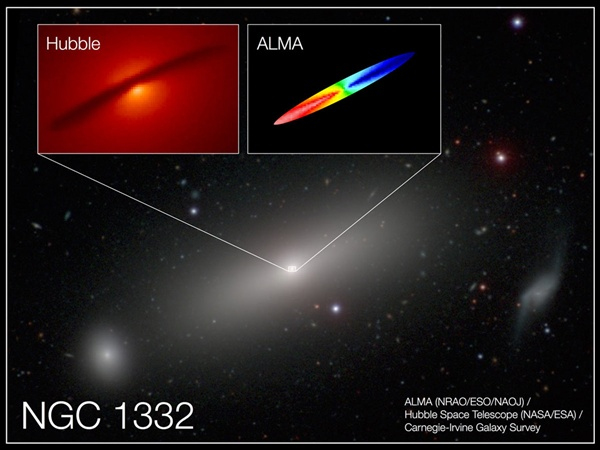 Hubble
ALMA
NGC 1332
ALMA (NRAO/ESO/NAOJ) /
Hubble Space Telescope (NASA/ESA) /
Carnegie-Irvine Galaxy Survey